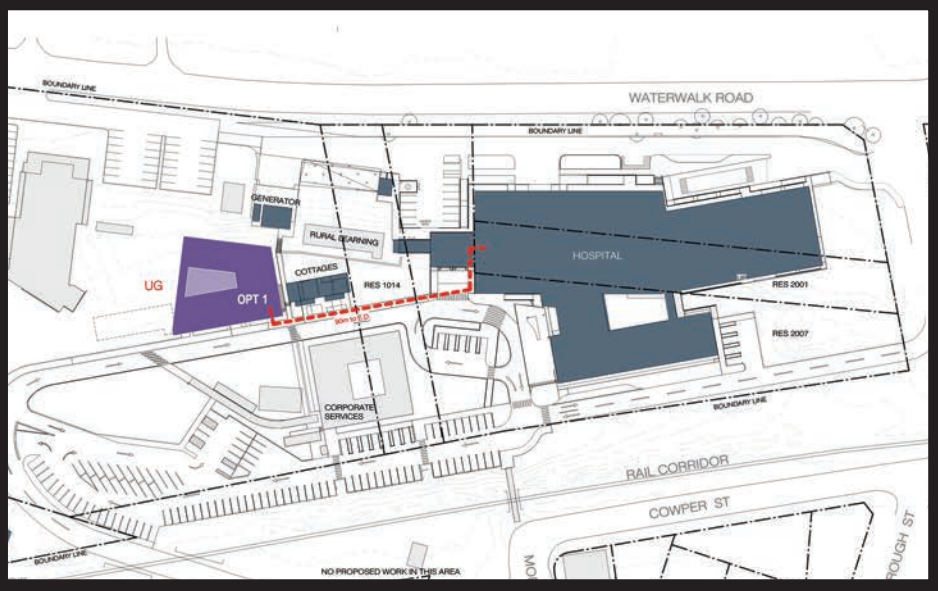 BOUNDARY LINE
WATERWALK ROAD
BOUNDARY LINE
GENERATOR
RURAL LEARNING
HOSPITAL
COTTAGES
UG
OPT 1
RES 1014
RES 2001
RES 2007
CORPORATE
SERVICES
BOUNDARY LINE
RAIL CORRIDOR
COWPER ST
BOUNDARY LINE
NO PROPOSED WORK IN THIS AREA